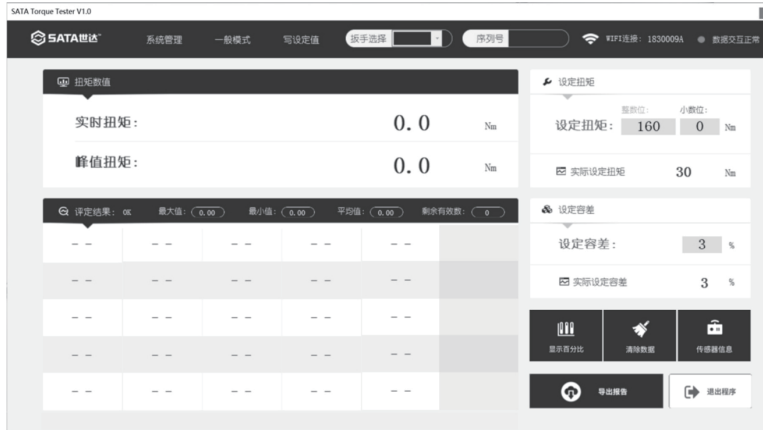 SATA Torque Tester V1.0
SATA世达 系统管理 一般模式 写设定值 扳手选择 序列号 WIFI连接: 1830009A 数据交互正常
扭矩数值
实时扭矩: 0.0 Nm
峰值扭矩: 0.0 Nm
设定扭矩
整数位: 小数位:
设定扭矩: 160 0 Nm
实际设定扭矩 30 Nm
评定结果: OK 最大值: 0.00 最小值: 0.00 平均值: 0.00 剩余有效数: 0
-- -- -- -- --
-- -- -- -- --
-- -- -- -- --
-- -- -- -- --
-- -- -- -- --
设定容差
设定容差: 3 %
实际设定容差 3 %
显示百分比 清除数据 传感器信息
导出报告 退出程序